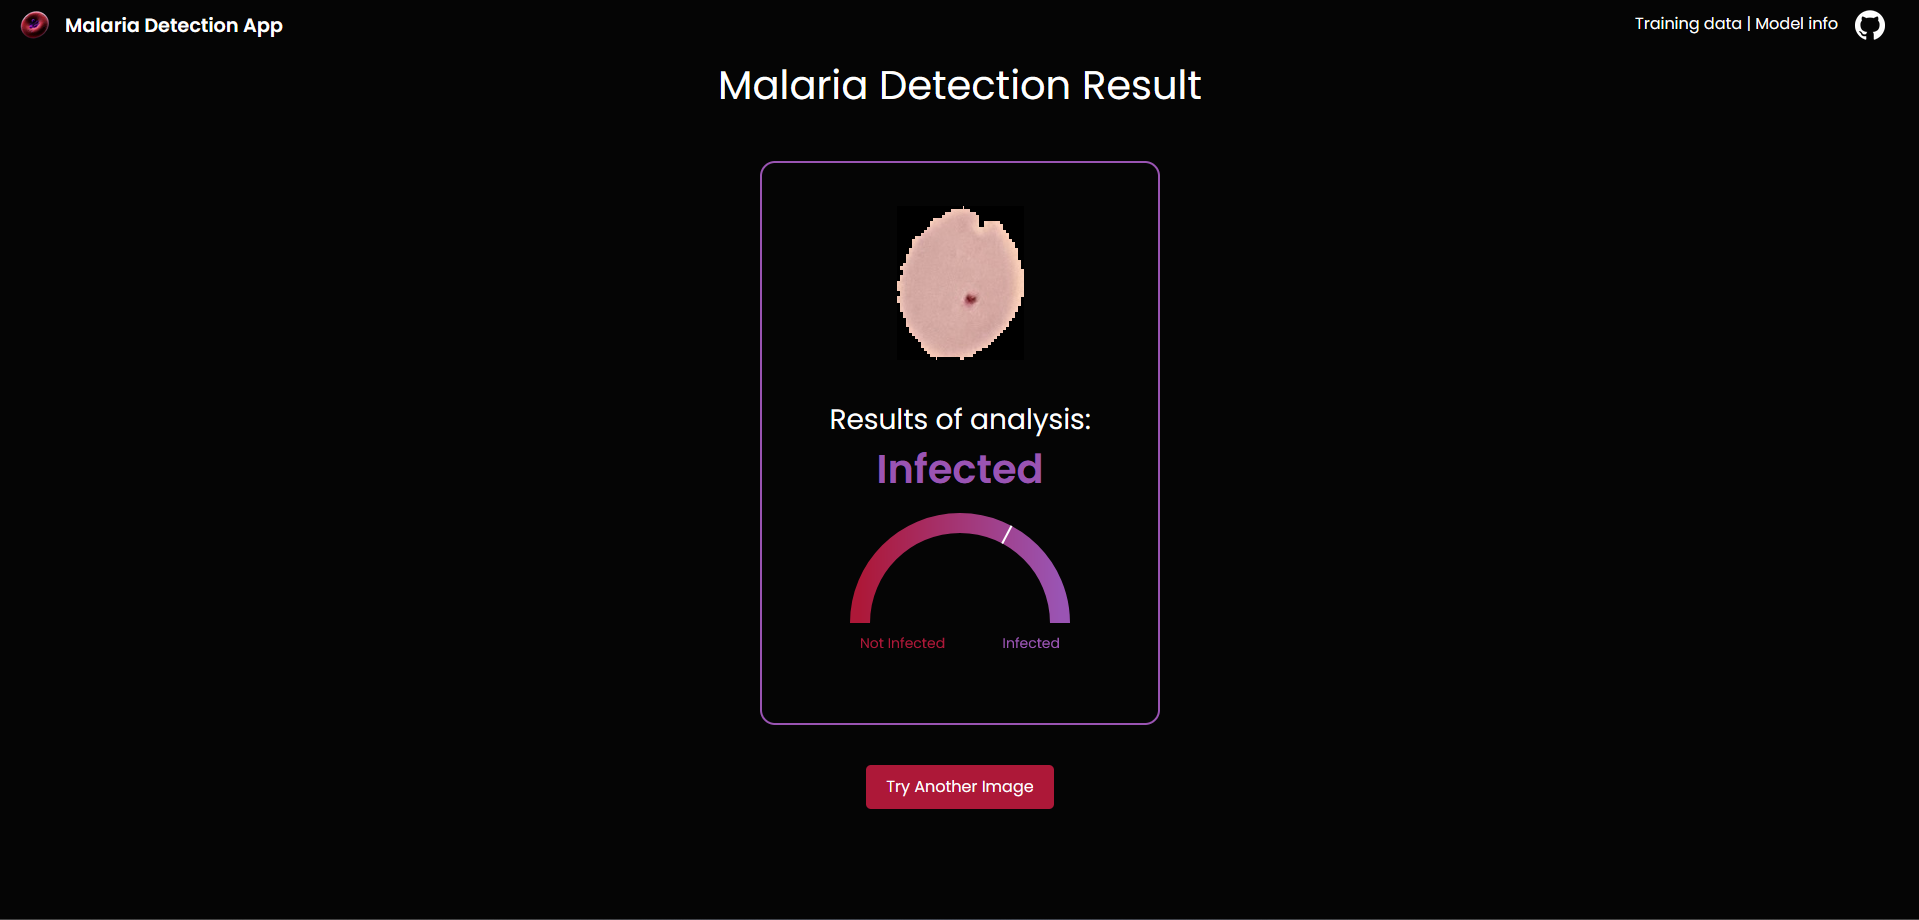 Malaria Detection App
Training data | Model info
Malaria Detection Result
Results of analysis:
Infected
Not Infected
Infected
Try Another Image